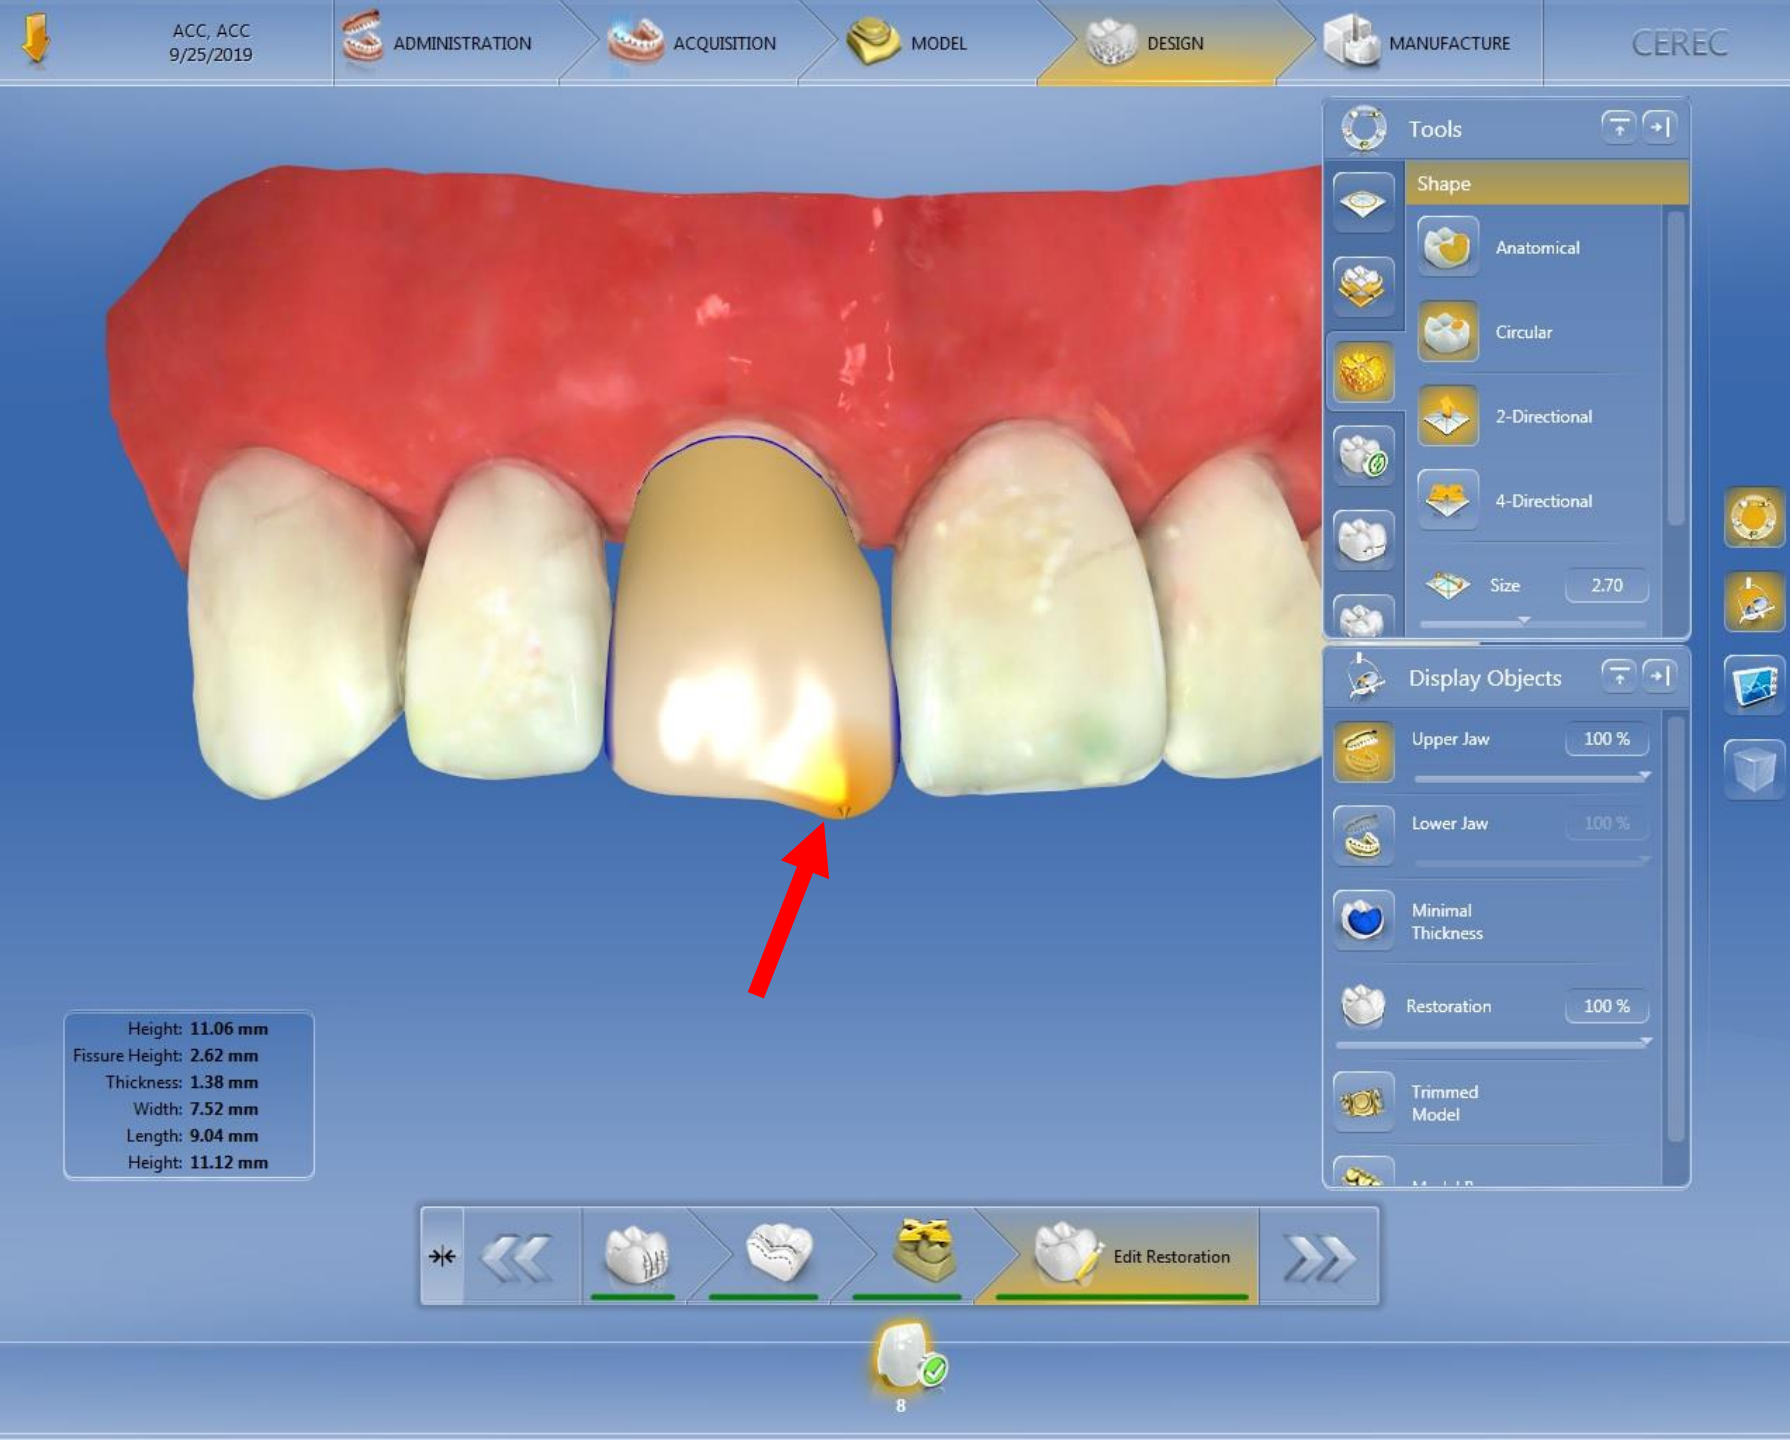 ACC, ACC
9/25/2019
ADMINISTRATION
ACQUISITION
MODEL
DESIGN
MANUFACTURE
CEREC
Tools
Shape
Anatomical
Circular
2-Directional
4-Directional
Size 2.70
Display Objects
Upper Jaw 100 %
Lower Jaw 100 %
Minimal
Thickness
Restoration 100 %
Trimmed
Model
Height: 11.06 mm
Fissure Height: 2.62 mm
Thickness: 1.38 mm
Width: 7.52 mm
Length: 9.04 mm
Height: 11.12 mm
Edit Restoration
8